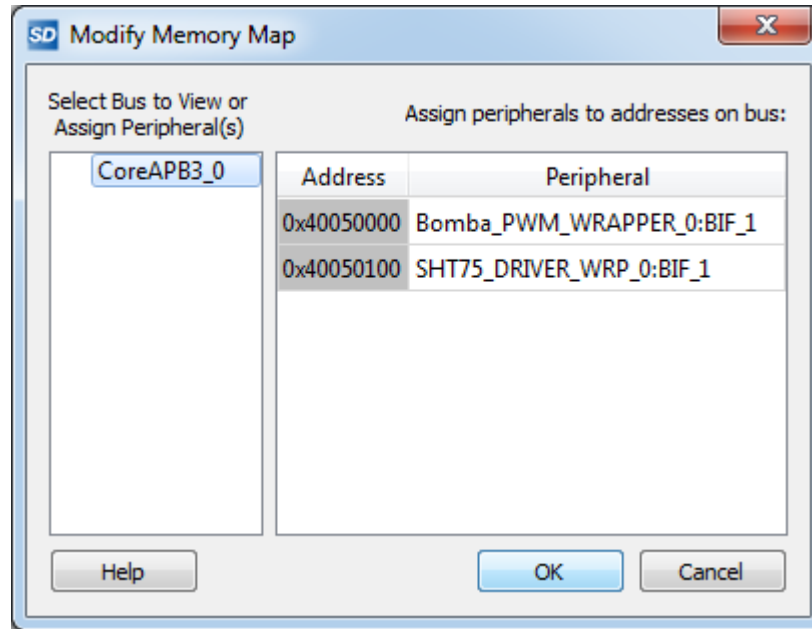 SD Modify Memory Map
Select Bus to View or
Assign Peripheral(s)
Assign peripherals to addresses on bus:
CoreAPB3_0
Address Peripheral
0x40050000 Bomba_PWM_WRAPPER_0:BIF_1
0x40050100 SHT75_DRIVER_WRP_0:BIF_1
Help OK Cancel